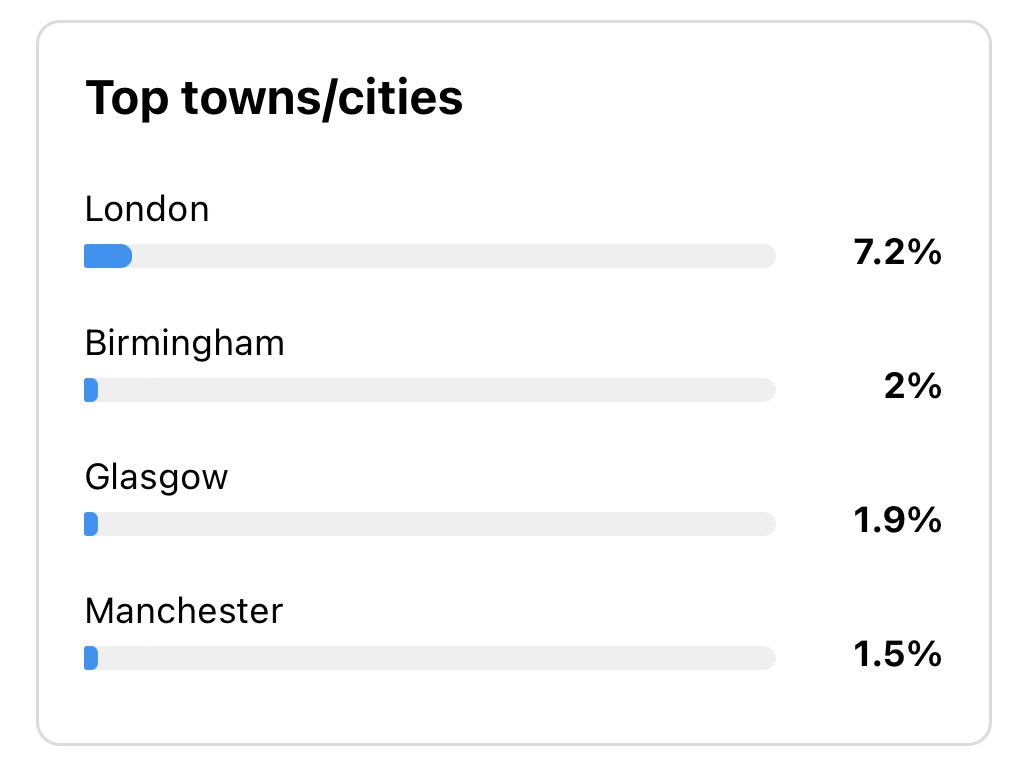 Top towns/cities
London
7.2%
Birmingham
2%
Glasgow
1.9%
Manchester
1.5%